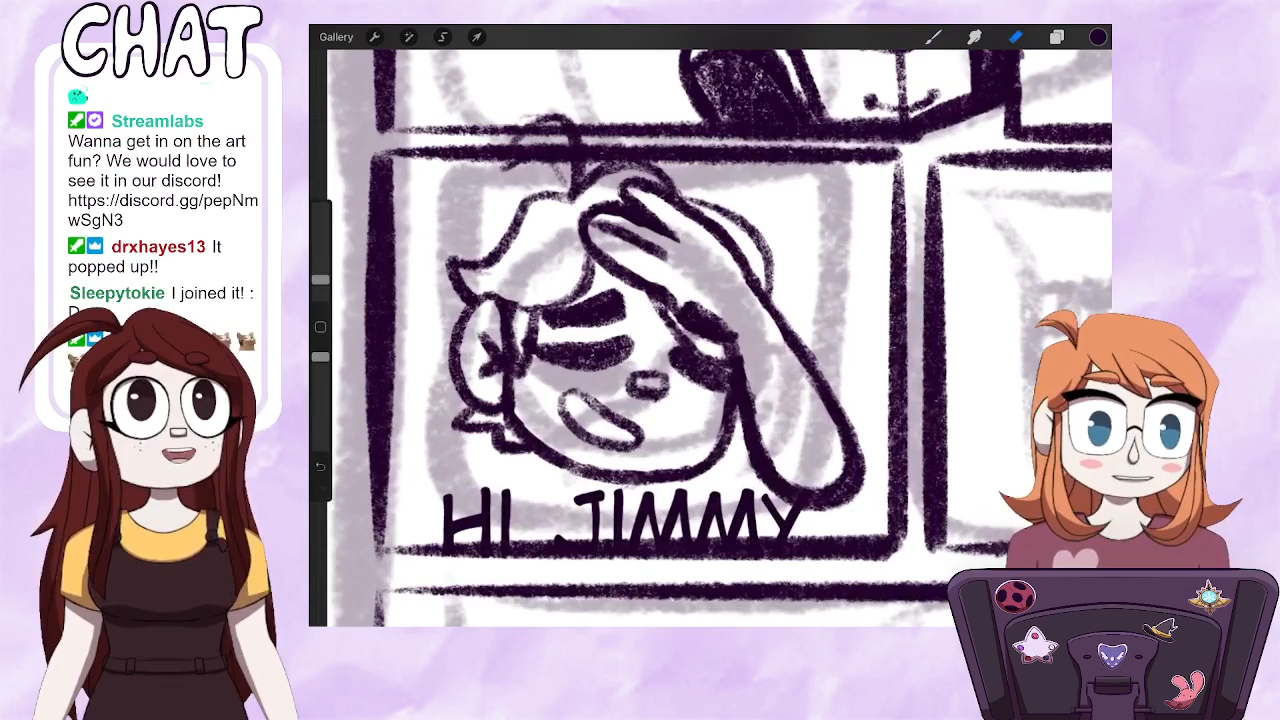 CHAT
Gallery
Streamlabs
Wanna get in on the art
fun? We would love to
see it in our discord!
https://discord.gg/pepNm
wSgN3
drxhayes13 It
popped up!!
Sleepytokie I joined it! :
HI JIMMY